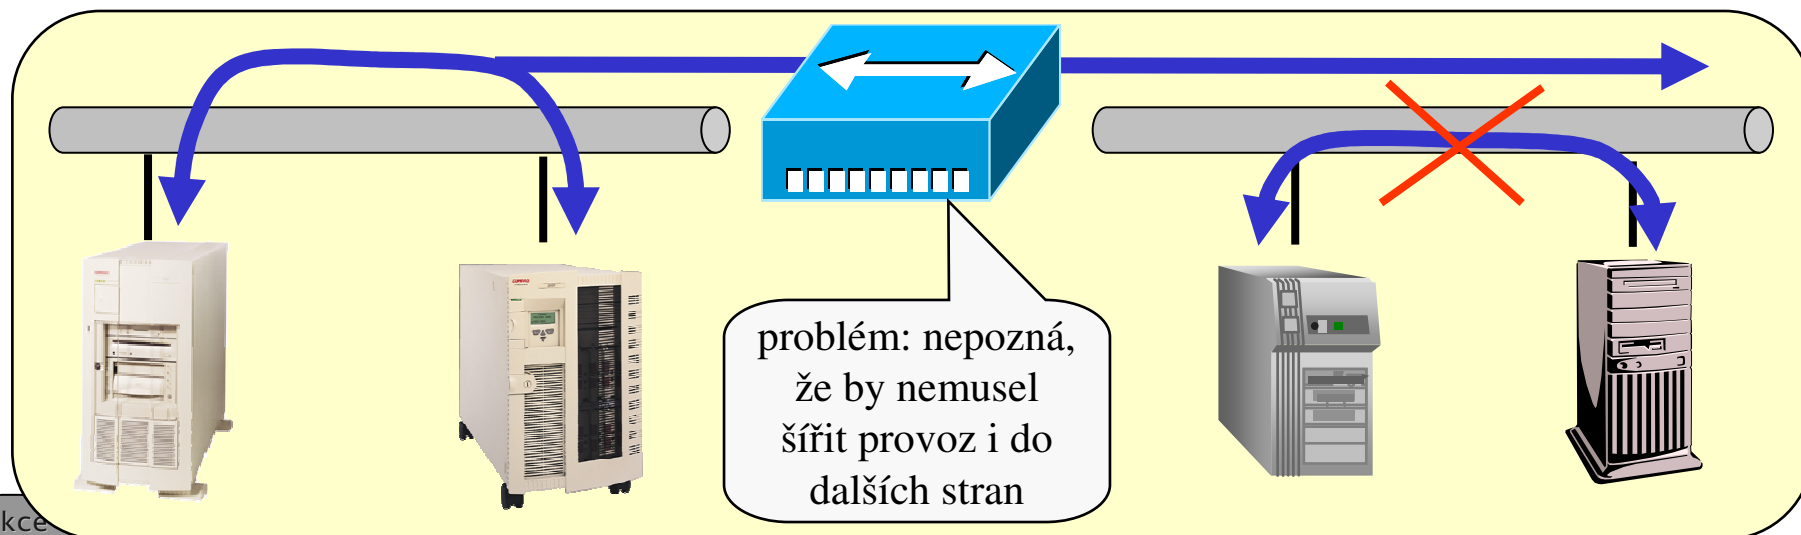 problém: nepozná,
že by nemusel
šířit provoz i do
dalších stran
kce